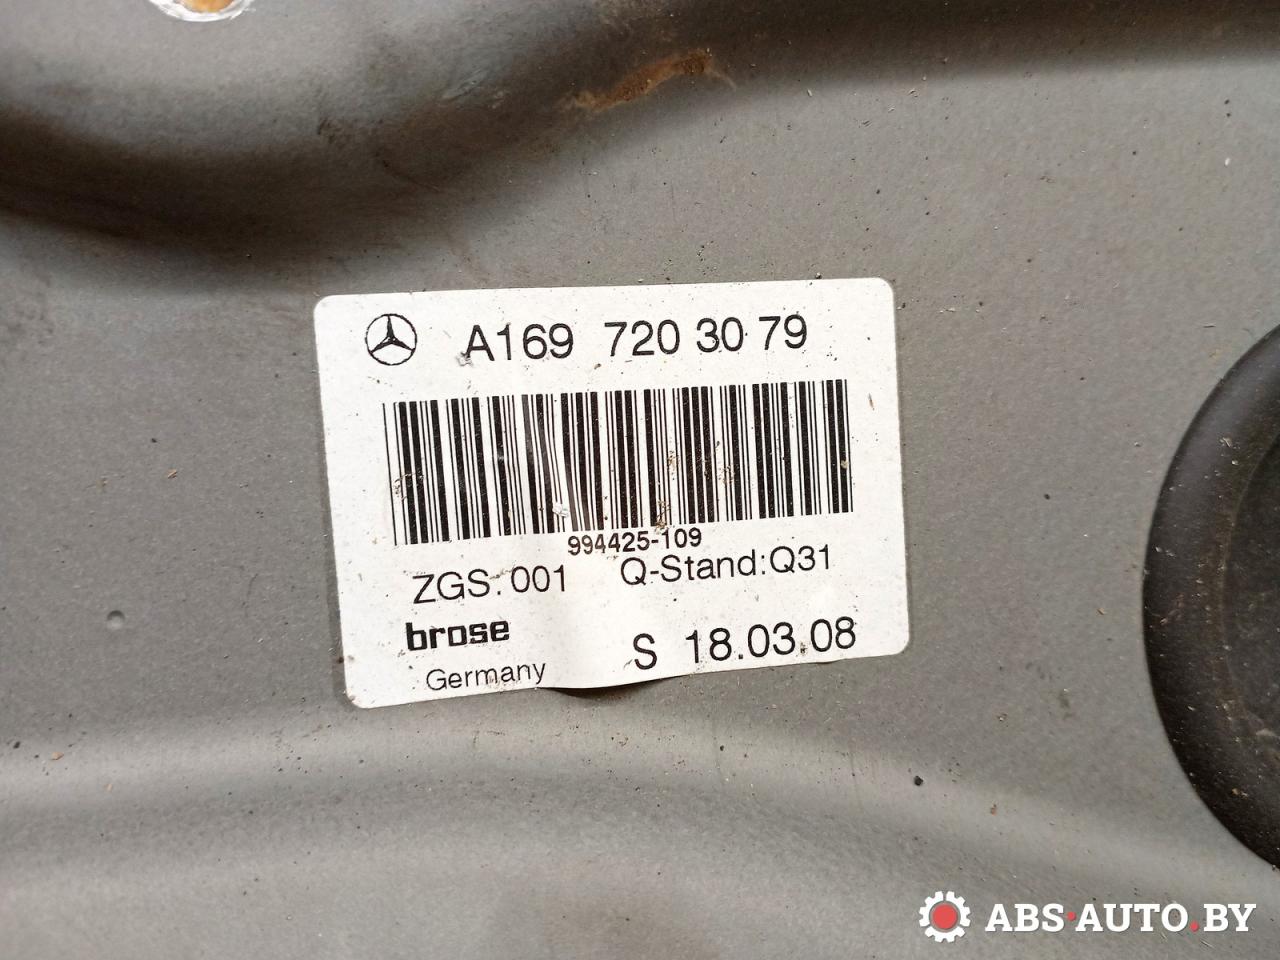 A169 720 30 79
994425-109
ZGS. 001 Q-Stand:Q31
brose
Germany S 18.03.08
ABS·AUTO.BY